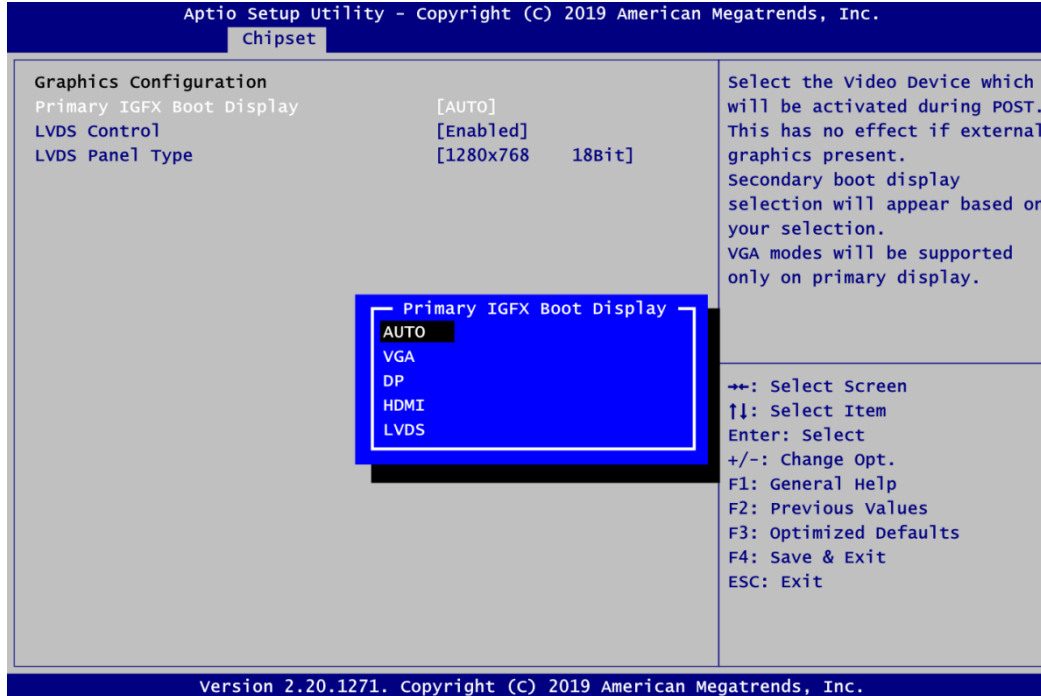 Aptio Setup Utility - Copyright (C) 2019 American Megatrends, Inc.
Chipset
Graphics Configuration
Primary IGFX Boot Display [AUTO]
LVDS Control [Enabled]
LVDS Panel Type [1280x768 18Bit]
Select the Video Device which
will be activated during POST.
This has no effect if external
graphics present.
Secondary boot display
selection will appear based on
your selection.
VGA modes will be supported
only on primary display.
Primary IGFX Boot Display
AUTO
VGA
DP
HDMI
LVDS
→←: Select Screen
↑↓: Select Item
Enter: Select
+/-: Change Opt.
F1: General Help
F2: Previous Values
F3: Optimized Defaults
F4: Save & Exit
ESC: Exit
Version 2.20.1271. Copyright (C) 2019 American Megatrends, Inc.